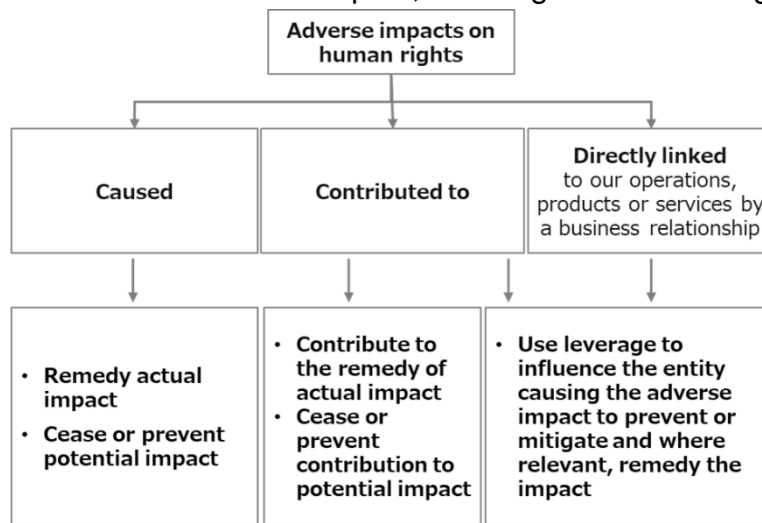 Adverse impacts on
human rights
Caused
Contributed to
Directly linked
to our operations,
products or services by
a business relationship
• Remedy actual
impact
• Cease or prevent
potential impact
• Contribute to
the remedy of
actual impact
• Cease or
prevent
contribution to
potential impact
• Use leverage to
influence the entity
causing the adverse
impact to prevent or
mitigate and where
relevant, remedy the
impact